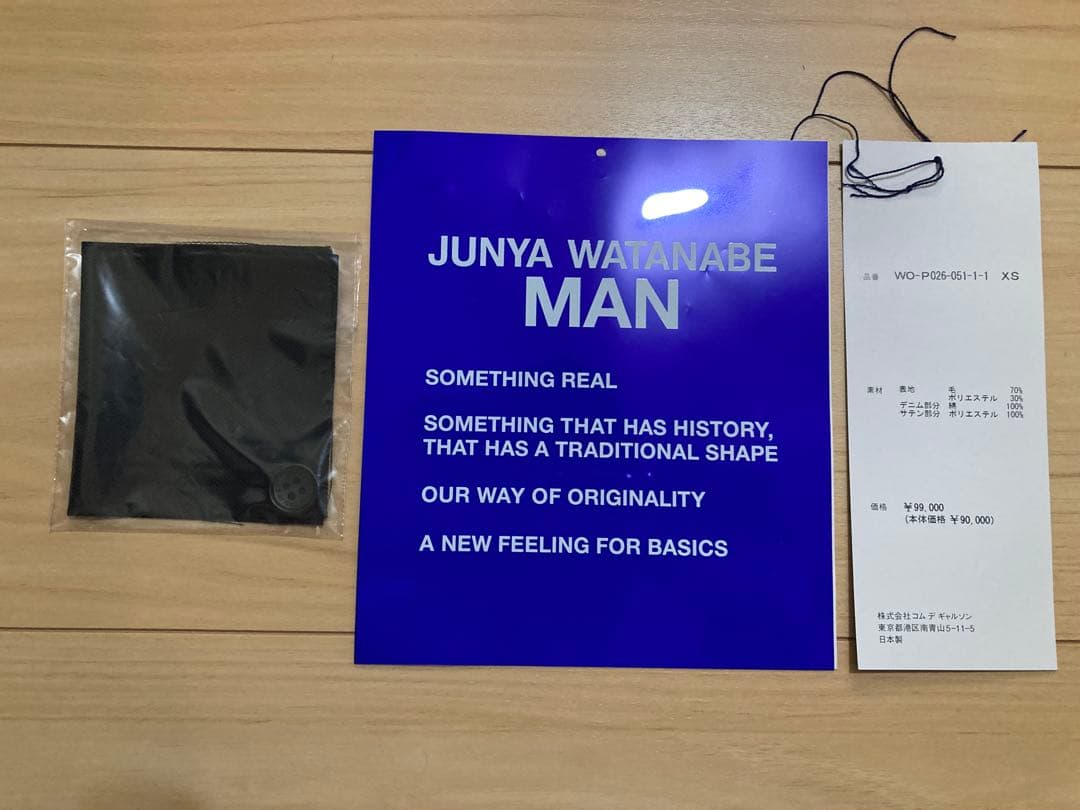 JUNYA WATANABE
MAN
SOMETHING REAL
SOMETHING THAT HAS HISTORY,
THAT HAS A TRADITIONAL SHAPE
OUR WAY OF ORIGINALITY
A NEW FEELING FOR BASICS
品番 WO-P026-051-1-1 XS
素材 表地 毛 70%
ポリエステル 30%
デニム部分 綿 100%
サテン部分 ポリエステル 100%
価格 ￥99,000
(本体価格 ￥90,000)
株式会社コム デ ギャルソン
東京都港区南青山5-11-5
日本製